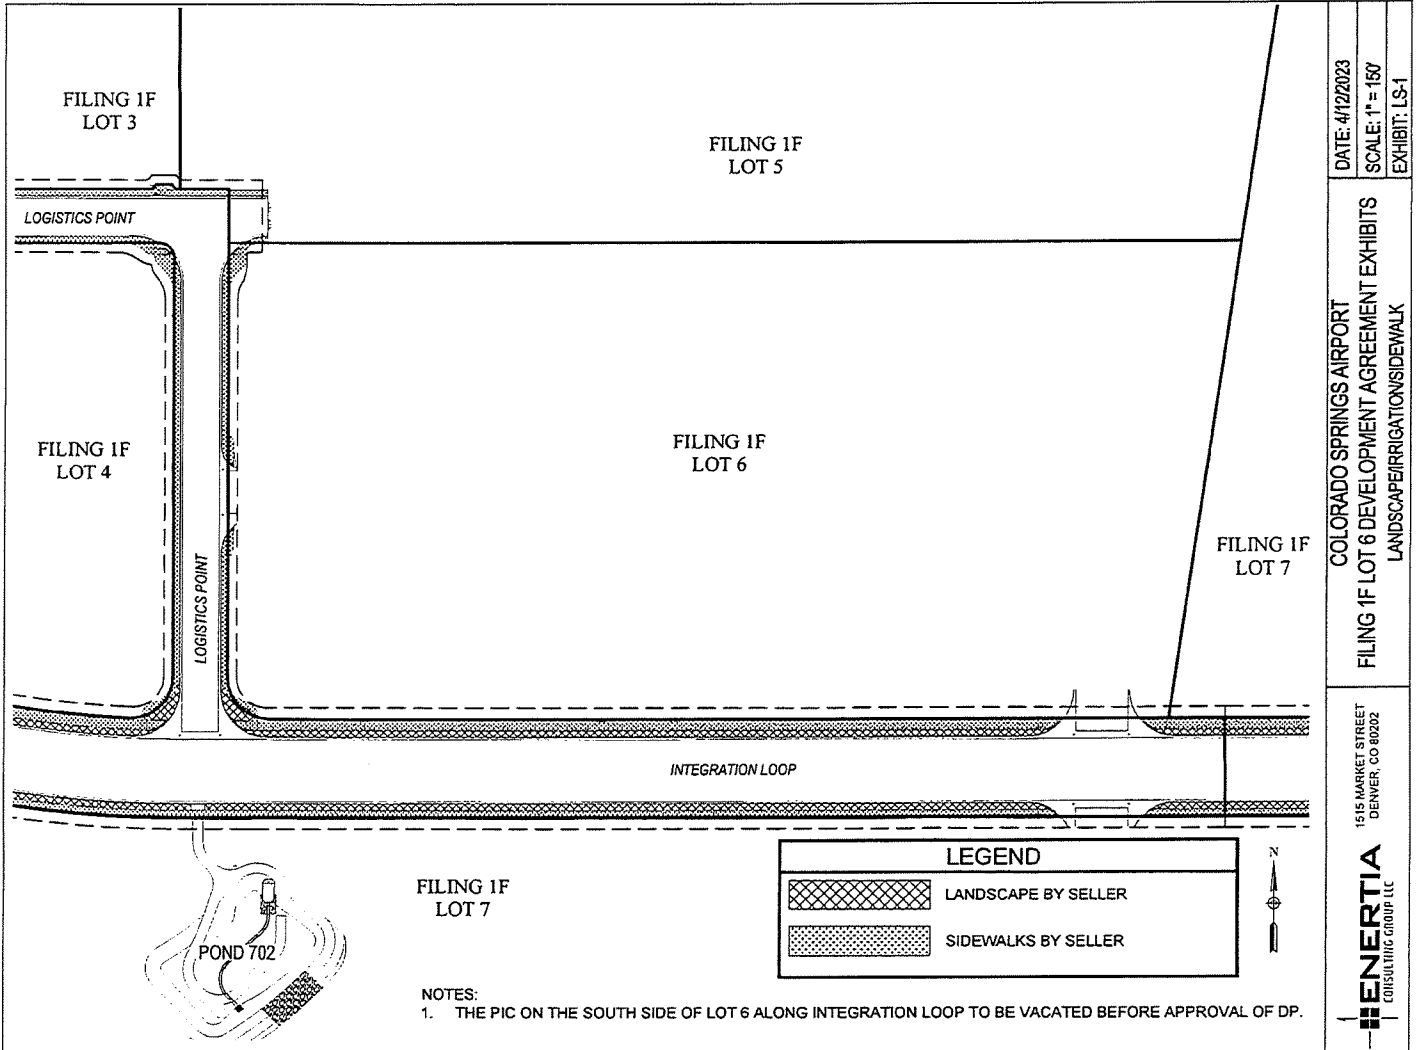 FILING 1F
LOT 3
FILING 1F
LOT 5
LOGISTICS POINT
FILING 1F
LOT 4
FILING 1F
LOT 6
LOGISTICS POINT
FILING 1F
LOT 7
INTEGRATION LOOP
FILING 1F
LOT 7
POND 702
LEGEND
LANDSCAPE BY SELLER
SIDEWALKS BY SELLER
N
NOTES:
1. THE PIC ON THE SOUTH SIDE OF LOT 6 ALONG INTEGRATION LOOP TO BE VACATED BEFORE APPROVAL OF DP.
DATE: 4/12/2023
SCALE: 1" = 150'
EXHIBIT: LS-1
COLORADO SPRINGS AIRPORT
FILING 1F LOT 6 DEVELOPMENT AGREEMENT EXHIBITS
LANDSCAPE/IRRIGATION/SIDEWALK
1515 MARKET STREET
DENVER, CO 80202
ENERTIA
CONSULTING GROUP LLC